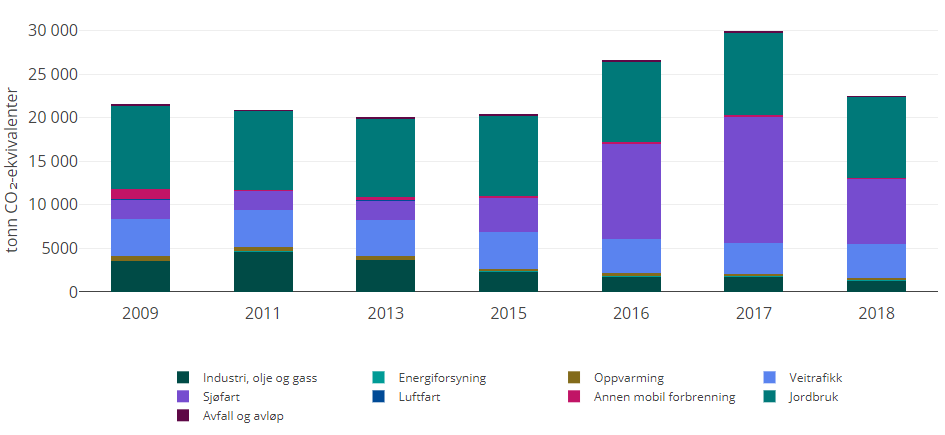 tonn CO₂-ekvivalenter
30 000
25 000
20 000
15 000
10 000
5000
0
2009 2011 2013 2015 2016 2017 2018
Industri, olje og gass Energiforsyning Oppvarming Veitrafikk
Sjøfart Luftfart Annen mobil forbrenning Jordbruk
Avfall og avløp